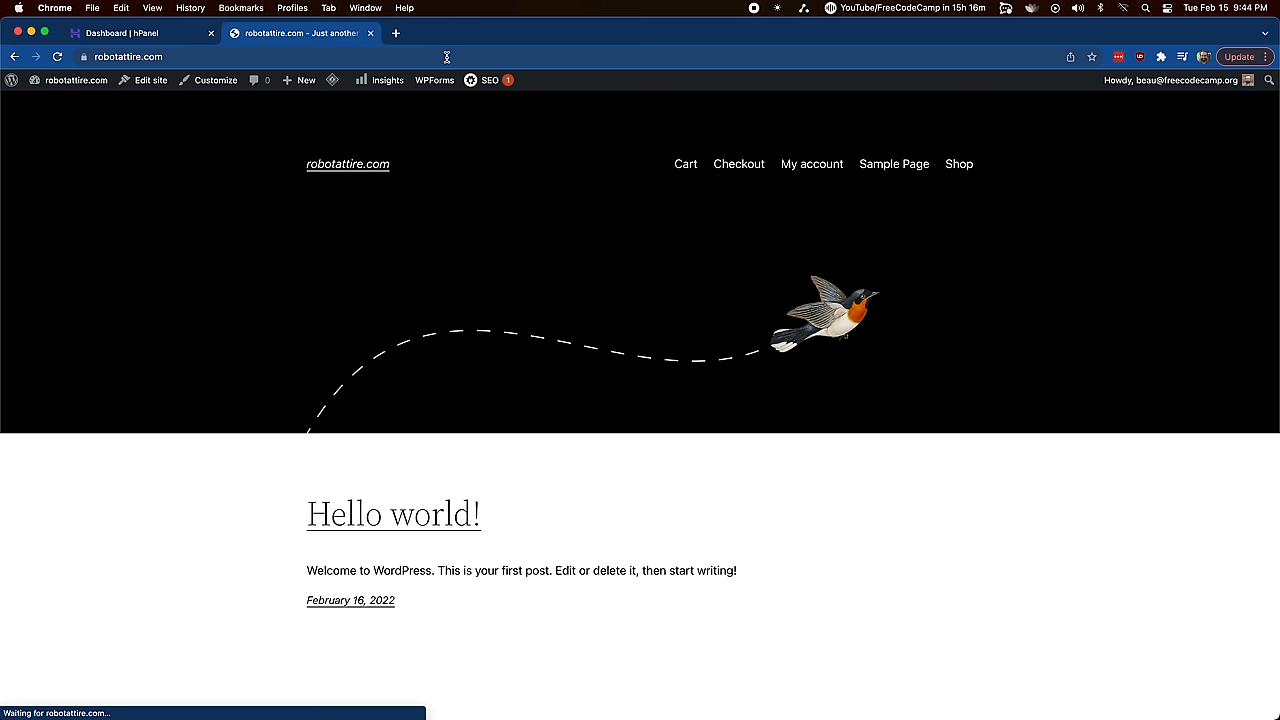 Chrome File Edit View History Bookmarks Profiles Tab Window Help YouTube/FreeCodeCamp in 15h 16m Tue Feb 15 9:44 PM
Dashboard | hPanel robotattire.com - Just another
robotattire.com Update
robotattire.com Edit site Customize 0 New Insights WPForms SEO 1 Howdy, beau@freecodecamp.org
robotattire.com Cart Checkout My account Sample Page Shop
Hello world!
Welcome to WordPress. This is your first post. Edit or delete it, then start writing!
February 16, 2022
Waiting for robotattire.com...